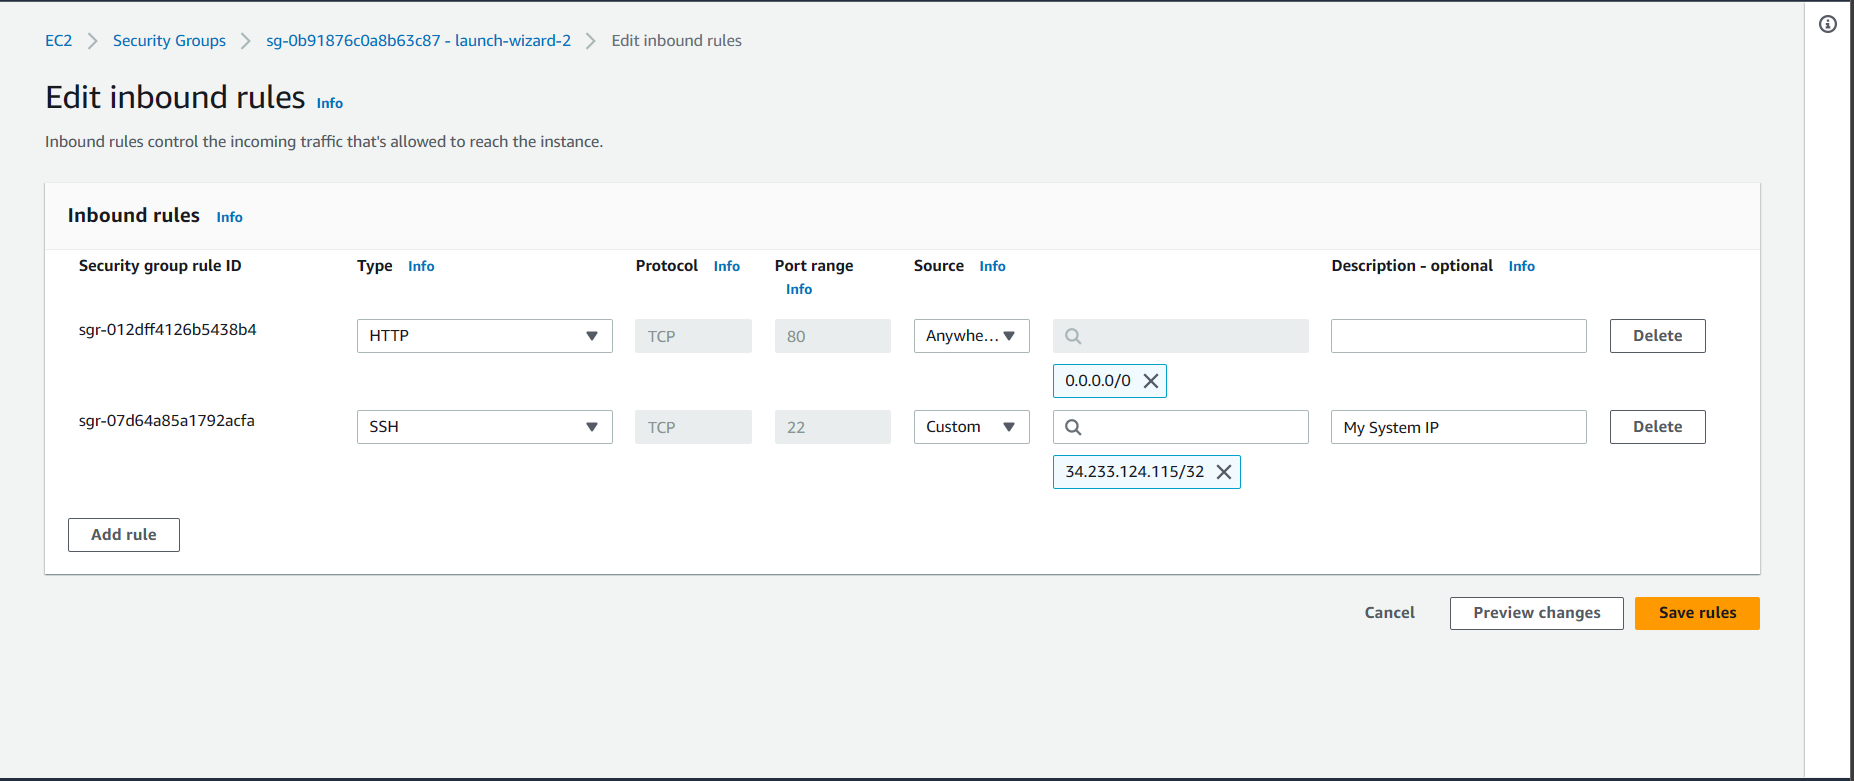 EC2 > Security Groups > sg-0b91876c0a8b63c87 - launch-wizard-2 > Edit inbound rules
Edit inbound rules Info
Inbound rules control the incoming traffic that's allowed to reach the instance.
Inbound rules Info
Security group rule ID Type Info Protocol Info Port range Source Info Description - optional Info
Info
sgr-012dff4126b5438b4 HTTP TCP 80 Anywhe... Delete
0.0.0.0/0
sgr-07d64a85a1792acfa SSH TCP 22 Custom My System IP Delete
34.233.124.115/32
Add rule
Cancel Preview changes Save rules